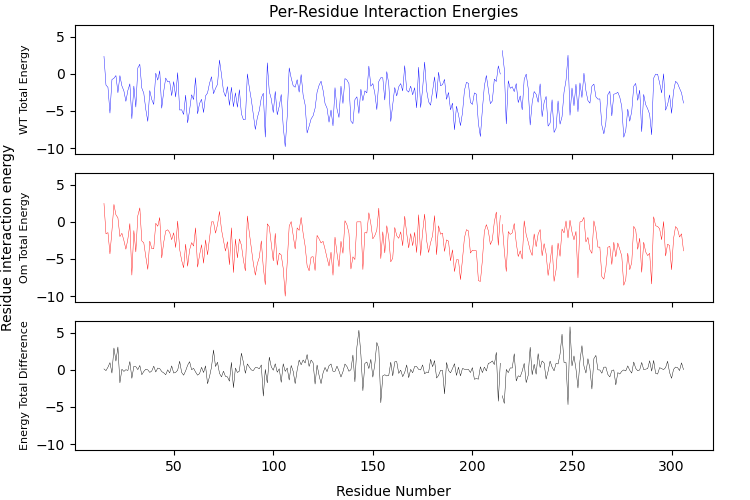 Per-Residue Interaction Energies
Residue interaction energy
WT Total Energy
5
0
−5
−10
Om Total Energy
5
0
−5
−10
Energy Total Difference
5
0
−5
−10
50 100 150 200 250 300
Residue Number